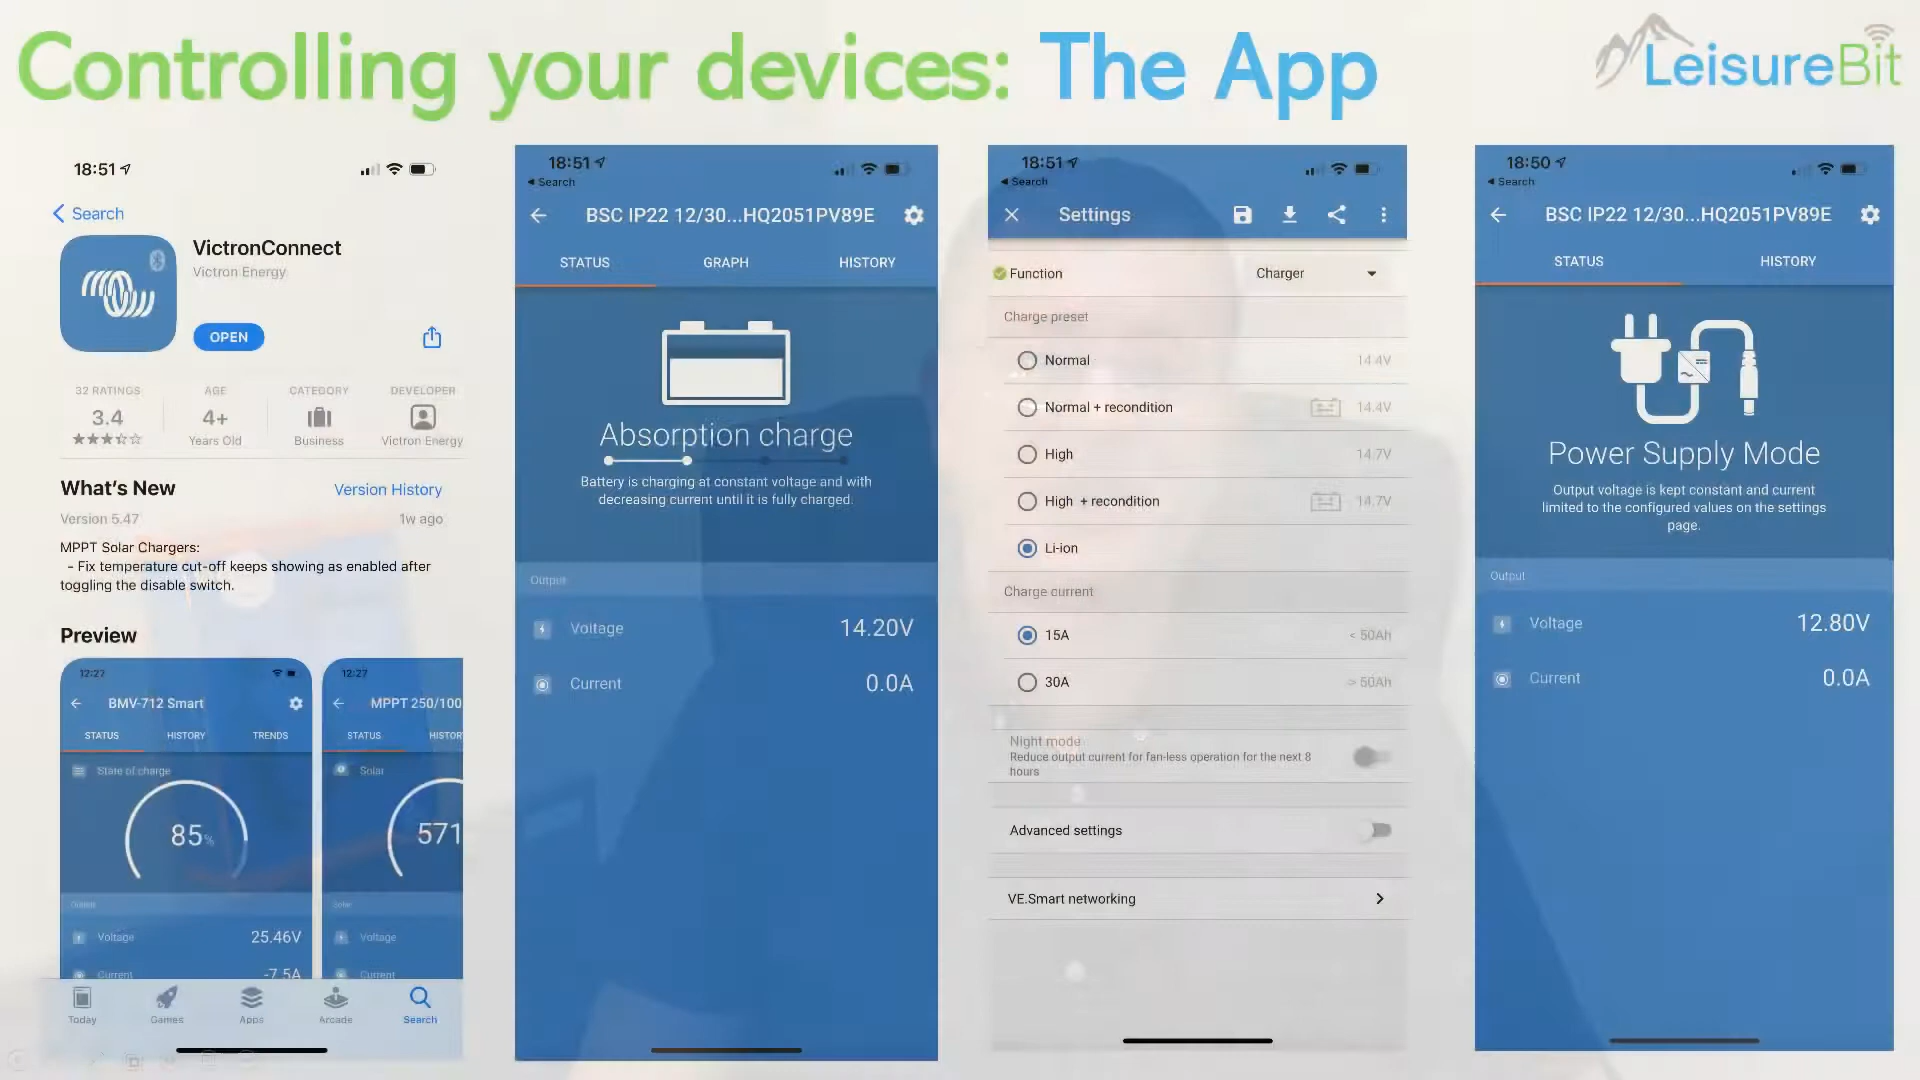 Controlling your devices: The App
LeisureBit
18:51
Search
VictronConnect
Victron Energy
OPEN
32 RATINGS
3.4
AGE
4+
Years Old
CATEGORY
Business
DEVELOPER
Victron Energy
What's New
Version History
Version 5.47
1w ago
MPPT Solar Chargers:
- Fix temperature cut-off keeps showing as enabled after
toggling the disable switch.
Preview
12:27
BMV-712 Smart
STATUS HISTORY TRENDS
State of charge
85%
Voltage 25.46V
Current -7.5A
12:27
MPPT 250/100
STATUS HISTOR
Solar
571
Solar
Voltage
Current
Today
Games
Apps
Arcade
Search
18:51
Search
BSC IP22 12/30...HQ2051PV89E
STATUS GRAPH HISTORY
Absorption charge
Battery is charging at constant voltage and with
decreasing current until it is fully charged.
Output
Voltage 14.20V
Current 0.0A
18:51
Search
Settings
Function Charger
Charge preset
Normal 14.4V
Normal + recondition 14.4V
High 14.7V
High + recondition 14.7V
Li-ion
Charge current
15A < 50Ah
30A > 50Ah
Night mode
Reduce output current for fan-less operation for the next 8
hours
Advanced settings
VE.Smart networking
18:50
Search
BSC IP22 12/30...HQ2051PV89E
STATUS HISTORY
Power Supply Mode
Output voltage is kept constant and current
limited to the configured values on the settings
page.
Output
Voltage 12.80V
Current 0.0A